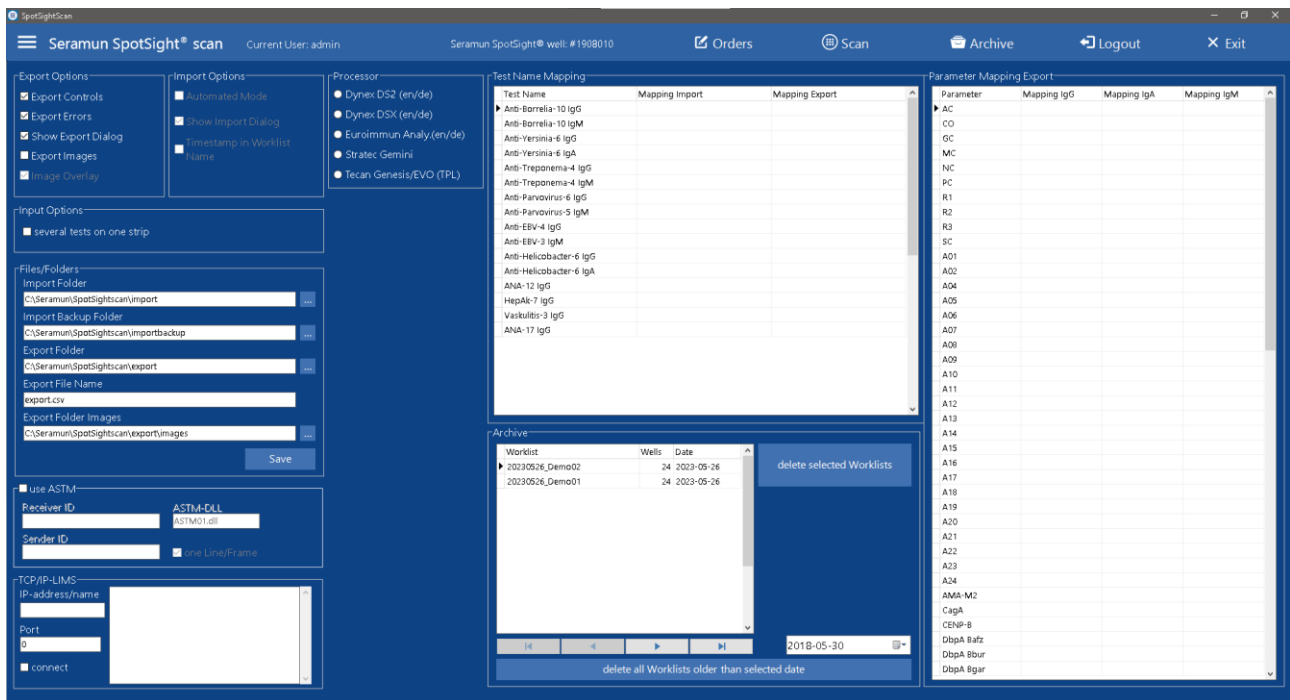 SpotSightScan
Seramun SpotSight® scan
Current User: admin
Seramun SpotSight® well: #1908010
Orders
Scan
Archive
Logout
Exit
Export Options
Export Controls
Export Errors
Show Export Dialog
Export Images
Image Overlay
Import Options
Automated Mode
Show Import Dialog
Timestamp in Worklist
Name
Processor
Dynex DS2 (en/de)
Dynex DSX (en/de)
Euroimmun Analy.(en/de)
Stratec Gemini
Tecan Genesis/EVO (TPL)
Input Options
several tests on one strip
Files/Folders
Import Folder
C:\Seramun\SpotSightscan\import
...
Import Backup Folder
C:\Seramun\SpotSightscan\importbackup
...
Export Folder
C:\Seramun\SpotSightscan\export
...
Export File Name
export.csv
Export Folder Images
C:\Seramun\SpotSightscan\export\images
...
Save
use ASTM
Receiver ID
ASTM-DLL
ASTM01.dll
Sender ID
one Line/Frame
TCP/IP-LIMS
IP-address/name
Port
0
connect
Test Name Mapping
Test Name Mapping Import Mapping Export
Anti-Borrelia-10 IgG
Anti-Borrelia-10 IgM
Anti-Yersinia-6 IgG
Anti-Yersinia-6 IgA
Anti-Treponema-4 IgG
Anti-Treponema-4 IgM
Anti-Parvovirus-6 IgG
Anti-Parvovirus-5 IgM
Anti-EBV-4 IgG
Anti-EBV-3 IgM
Anti-Helicobacter-6 IgG
Anti-Helicobacter-6 IgA
ANA-12 IgG
HepAk-7 IgG
Vaskulitis-3 IgG
ANA-17 IgG
Archive
Worklist Wells Date
20230526_Demo02 24 2023-05-26
20230526_Demo01 24 2023-05-26
delete selected Worklists
2018-05-30
delete all Worklists older than selected date
Parameter Mapping Export
Parameter Mapping IgG Mapping IgA Mapping IgM
AC
CO
GC
MC
NC
PC
R1
R2
R3
SC
A01
A02
A04
A05
A06
A07
A08
A09
A10
A11
A12
A13
A14
A15
A16
A17
A18
A19
A20
A21
A22
A23
A24
AMA-M2
CagA
CENP-B
DbpA Bafz
DbpA Bbur
DbpA Bgar